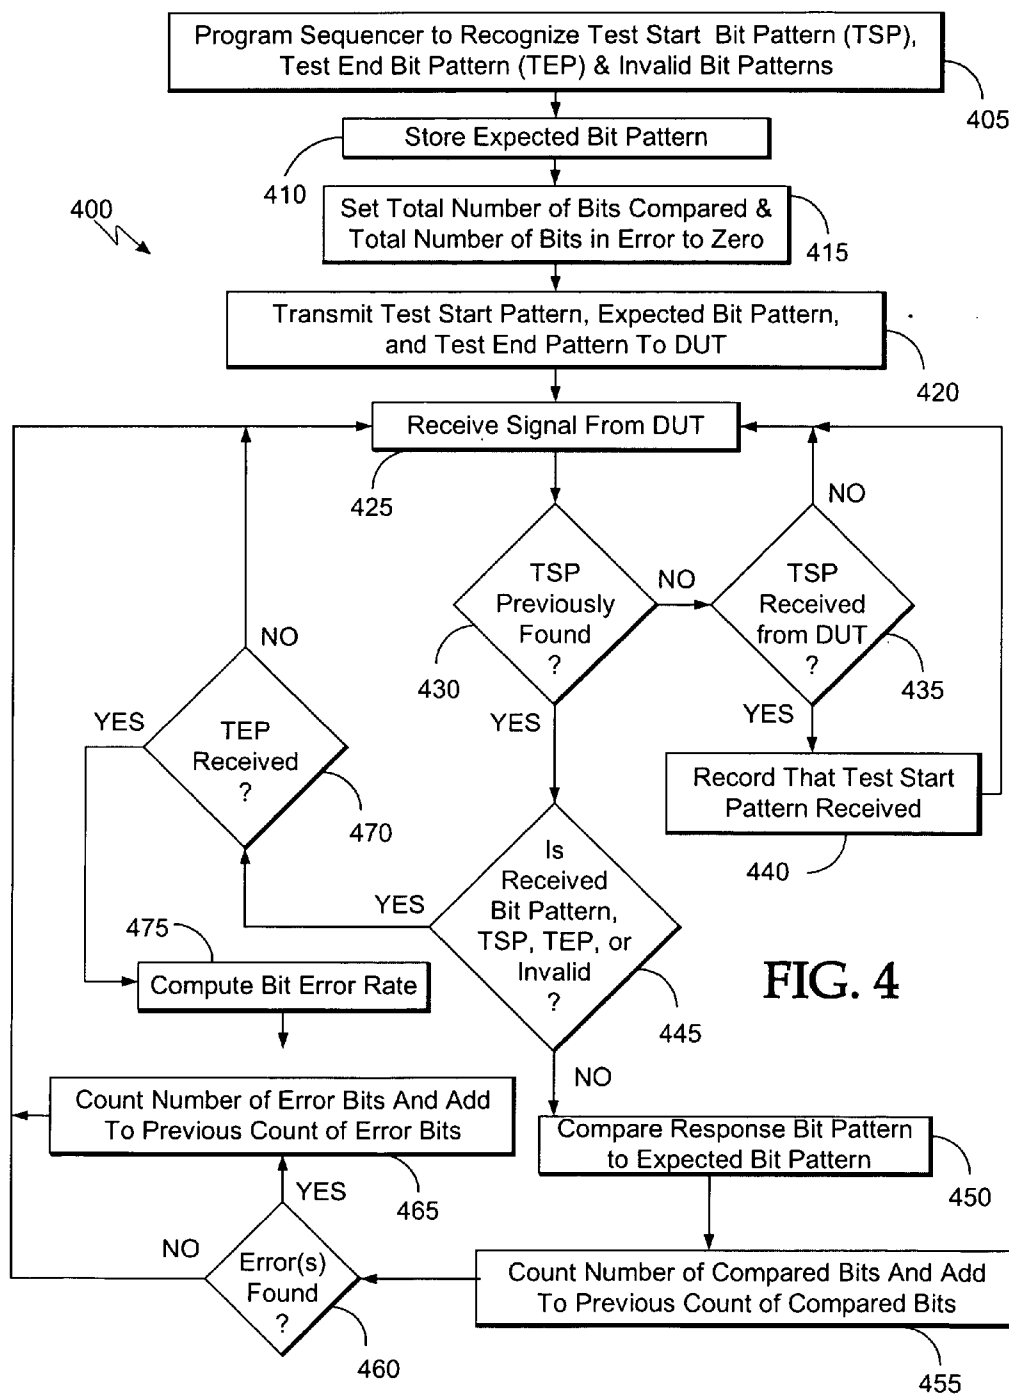 Program Sequencer to Recognize Test Start Bit Pattern (TSP),
Test End Bit Pattern (TEP) & Invalid Bit Patterns
405
Store Expected Bit Pattern
410
400
Set Total Number of Bits Compared &
Total Number of Bits in Error to Zero
415
Transmit Test Start Pattern, Expected Bit Pattern,
and Test End Pattern To DUT
420
Receive Signal From DUT
425
NO
TSP
Previously
Found
?
430
NO
TSP
Received
from DUT
?
435
YES
YES
Record That Test Start
Pattern Received
440
NO
YES
TEP
Received
?
470
Is
Received
Bit Pattern,
TSP, TEP, or
Invalid
?
445
YES
475
Compute Bit Error Rate
FIG. 4
NO
Count Number of Error Bits And Add
To Previous Count of Error Bits
465
Compare Response Bit Pattern
to Expected Bit Pattern
450
YES
NO
Error(s)
Found
?
460
Count Number of Compared Bits And Add
To Previous Count of Compared Bits
455